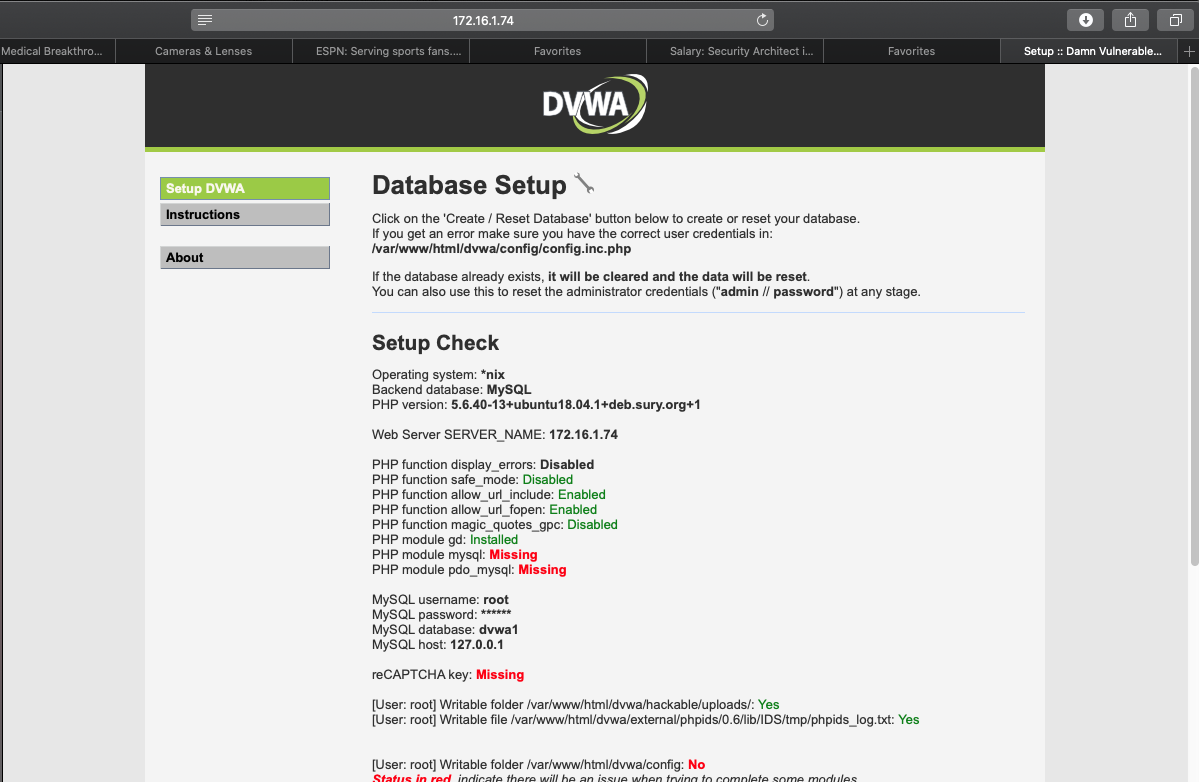 172.16.1.74
Medical Breakthro...
Cameras & Lenses
ESPN: Serving sports fans....
Favorites
Salary: Security Architect i...
Favorites
Setup :: Damn Vulnerable...
DVWA
Setup DVWA
Instructions
About
Database Setup
Click on the 'Create / Reset Database' button below to create or reset your database.
If you get an error make sure you have the correct user credentials in:
/var/www/html/dvwa/config/config.inc.php
If the database already exists, it will be cleared and the data will be reset.
You can also use this to reset the administrator credentials ("admin // password") at any stage.
Setup Check
Operating system: *nix
Backend database: MySQL
PHP version: 5.6.40-13+ubuntu18.04.1+deb.sury.org+1
Web Server SERVER_NAME: 172.16.1.74
PHP function display_errors: Disabled
PHP function safe_mode: Disabled
PHP function allow_url_include: Enabled
PHP function allow_url_fopen: Enabled
PHP function magic_quotes_gpc: Disabled
PHP module gd: Installed
PHP module mysql: Missing
PHP module pdo_mysql: Missing
MySQL username: root
MySQL password: ******
MySQL database: dvwa1
MySQL host: 127.0.0.1
reCAPTCHA key: Missing
[User: root] Writable folder /var/www/html/dvwa/hackable/uploads/: Yes
[User: root] Writable file /var/www/html/dvwa/external/phpids/0.6/lib/IDS/tmp/phpids_log.txt: Yes
[User: root] Writable folder /var/www/html/dvwa/config: No
Status in red, indicate there will be an issue when trying to complete some modules.